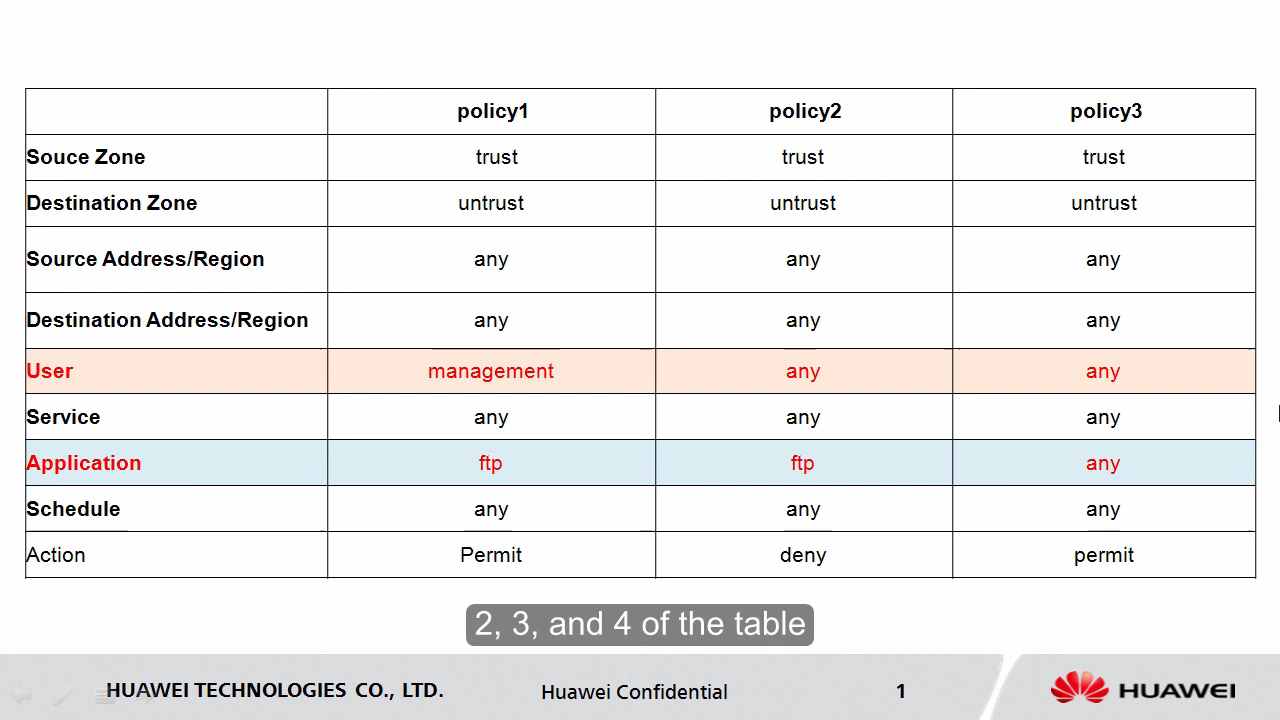 policy1 policy2 policy3
Souce Zone trust trust trust
Destination Zone untrust untrust untrust
Source Address/Region any any any
Destination Address/Region any any any
User management any any
Service any any any
Application ftp ftp any
Schedule any any any
Action Permit deny permit
2, 3, and 4 of the table
HUAWEI TECHNOLOGIES CO., LTD. Huawei Confidential 1 HUAWEI